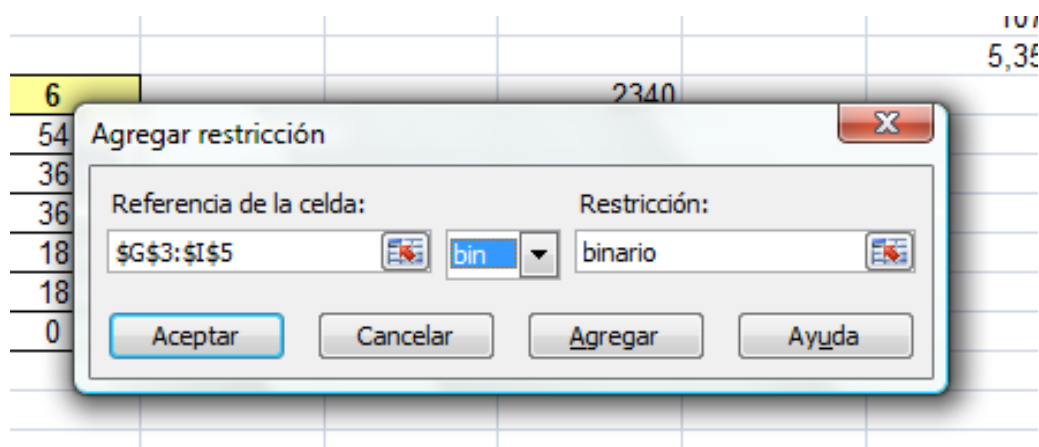 5,35
6 2340
54
Agregar restricción
36
Referencia de la celda: Restricción:
36
18 $G$3:$I$5 bin binario
18
0 Aceptar Cancelar Agregar Ayuda